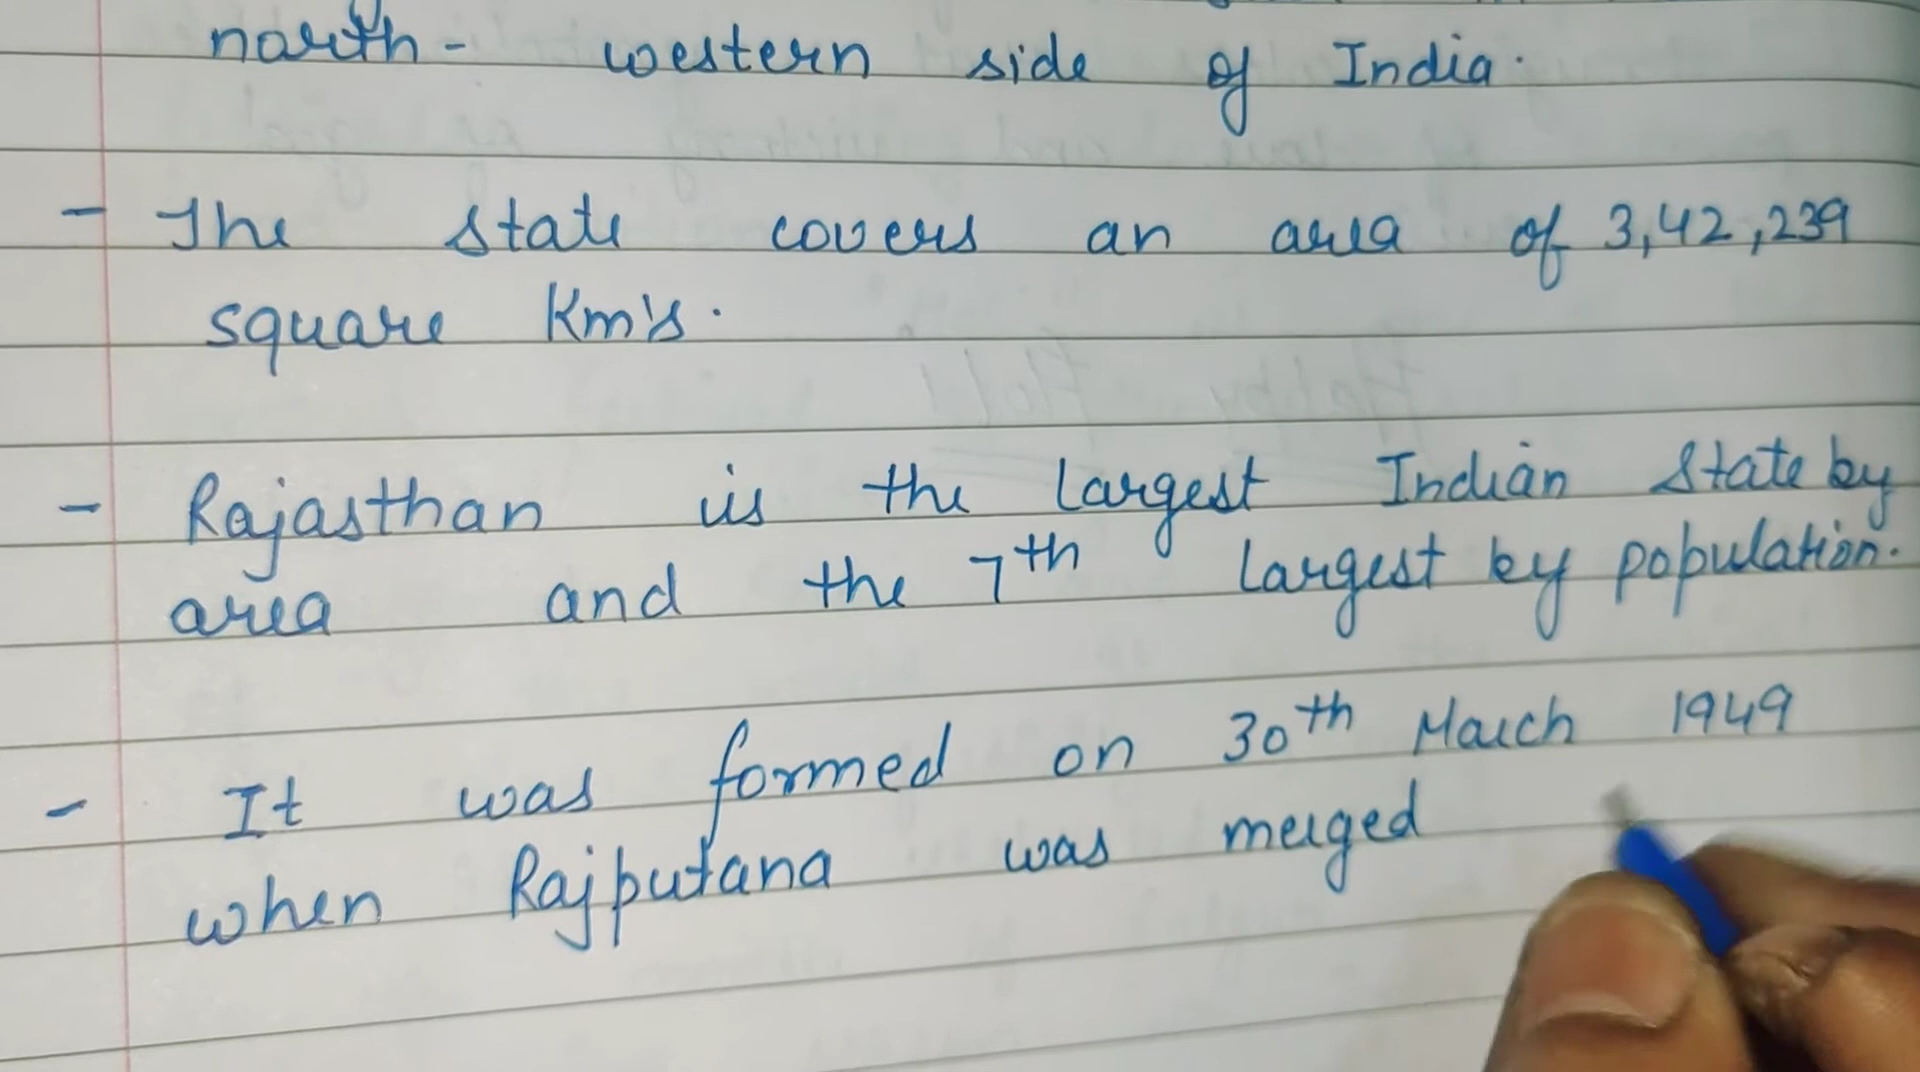 north- western side of India.
- The state covers an area of 3,42,239
square Km's.
- Rajasthan is the largest Indian State by
area and the 7th largest by population.
- It was formed on 30th March 1949
when Rajputana was merged